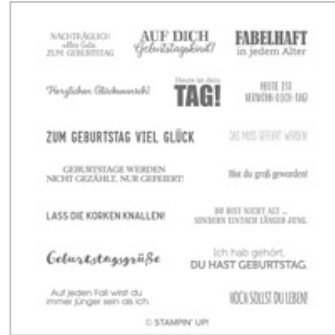 NACHTRÄGLICH
alles Gute
ZUM GEBURTSTAG
AUF DICH
Geburtstagskind!
FABELHAFT
in jedem Alter
Herzlichen Glückwunsch!
Heute ist dein
TAG!
HEUTE IST
VERWÖHN-DICH-TAG!
ZUM GEBURTSTAG VIEL GLÜCK
DAS MUSS GEFEIERT WERDEN!
GEBURTSTAGE WERDEN
NICHT GEZÄHLT, NUR GEFEIERT!
Bist du groß geworden!
LASS DIE KORKEN KNALLEN!
DU BIST NICHT ALT ...
SONDERN EINFACH LÄNGER JUNG.
Geburtstagsgrüße
Ich hab gehört,
DU HAST GEBURTSTAG.
Auf jeden Fall wirst du
immer jünger sein als ich.
HOCH SOLLST DU LEBEN!
© STAMPIN' UP!